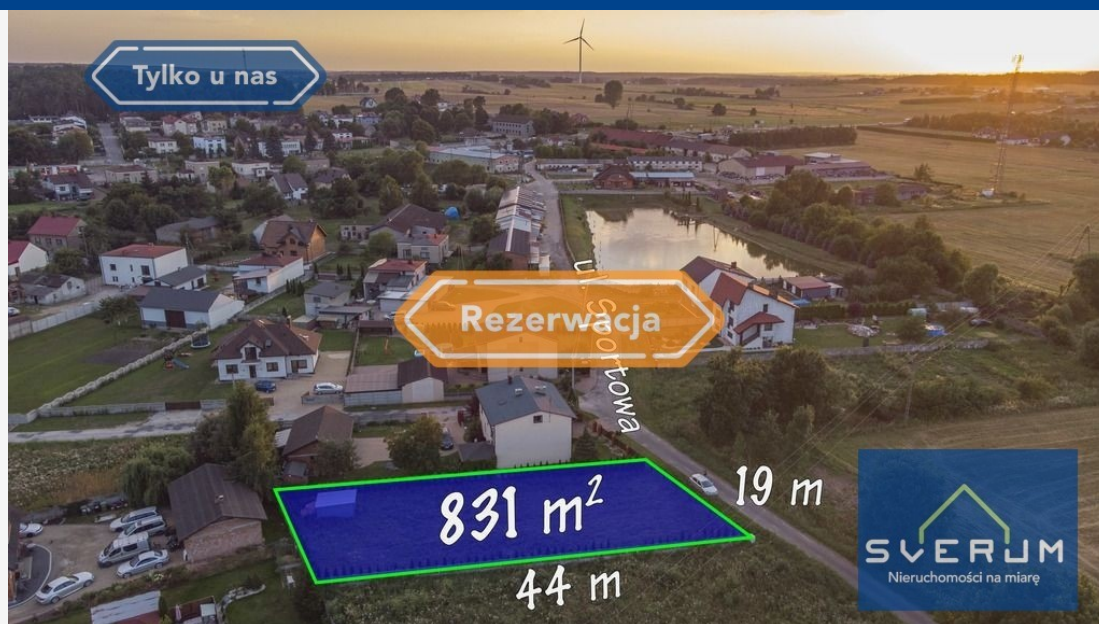 Tylko u nas
Rezerwacja
ul. Sportowa
831 m²
19 m
44 m
SVERUM
Nieruchomości na miarę